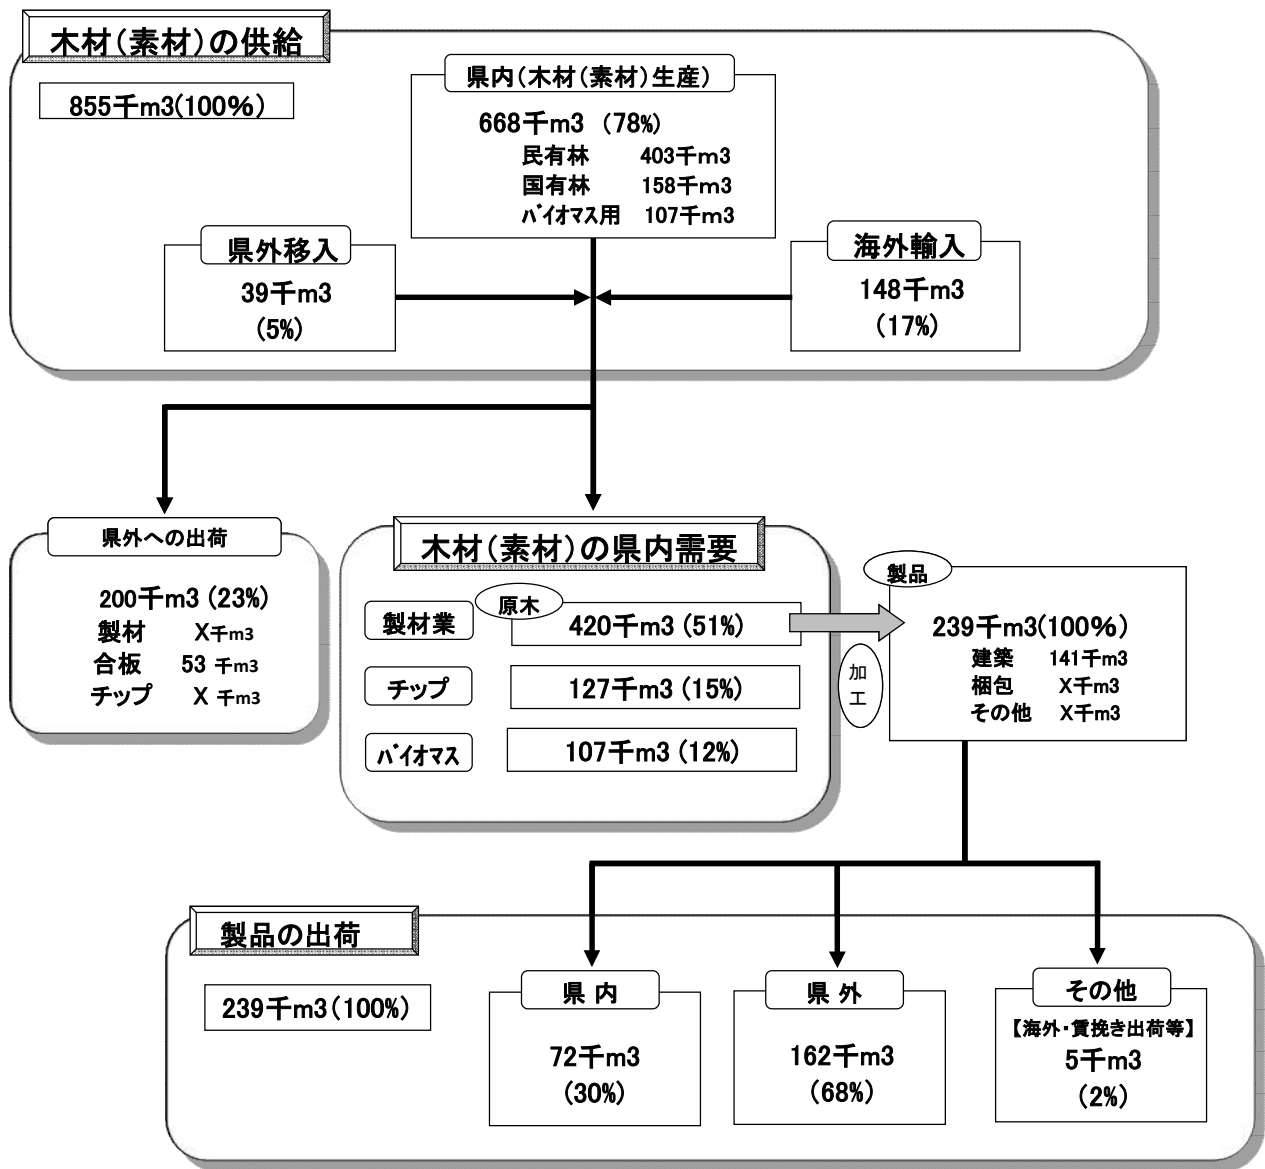 木材(素材)の供給
855千m3(100%)
県内(木材(素材)生産)
668千m3 (78%)
民有林 403千m3
国有林 158千m3
バイオマス用 107千m3
県外移入
39千m3
(5%)
海外輸入
148千m3
(17%)
県外への出荷
200千m3 (23%)
製材 X千m3
合板 53 千m3
チップ X 千m3
木材(素材)の県内需要
原木
製材業 420千m3 (51%)
チップ 127千m3 (15%)
バイオマス 107千m3 (12%)
加工
製品
239千m3(100%)
建築 141千m3
梱包 X千m3
その他 X千m3
製品の出荷
239千m3(100%)
県内
72千m3
(30%)
県外
162千m3
(68%)
その他
【海外・賃挽き出荷等】
5千m3
(2%)